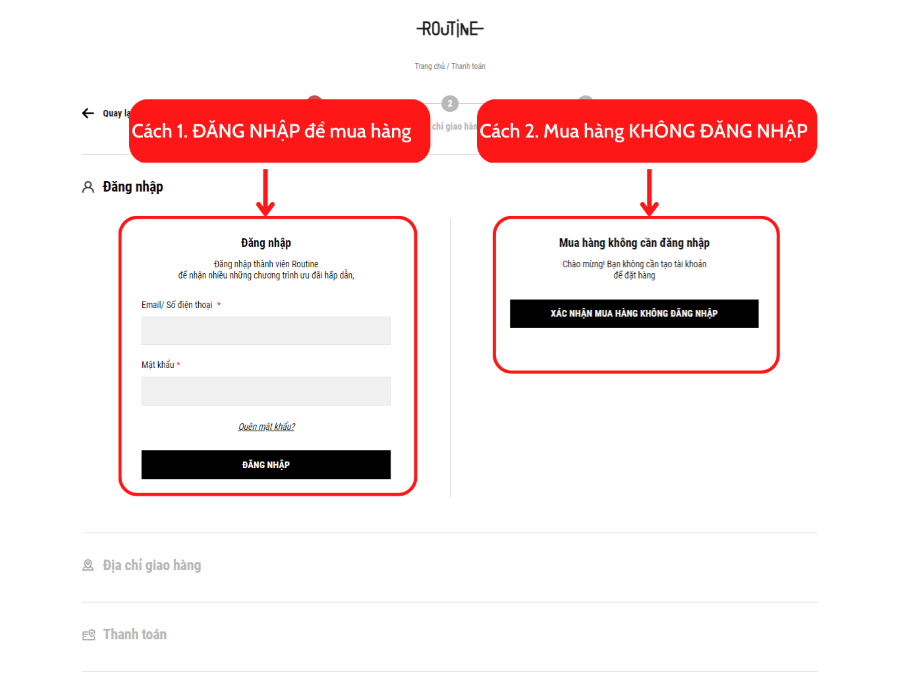 ROUTINE
Trang chủ / Thanh toán
Quay lạ
2
chỉ giao hàn
Cách 1. ĐĂNG NHẬP để mua hàng
Cách 2. Mua hàng KHÔNG ĐĂNG NHẬP
Đăng nhập
Đăng nhập
Đăng nhập thành viên Routine
để nhận nhiều những chương trình ưu đãi hấp dẫn,
Email/ Số điện thoại *
Mật khẩu *
Quên mật khẩu?
ĐĂNG NHẬP
Mua hàng không cần đăng nhập
Chào mừng! Bạn không cần tạo tài khoản
để đặt hàng
XÁC NHẬN MUA HÀNG KHÔNG ĐĂNG NHẬP
Địa chỉ giao hàng
Thanh toán